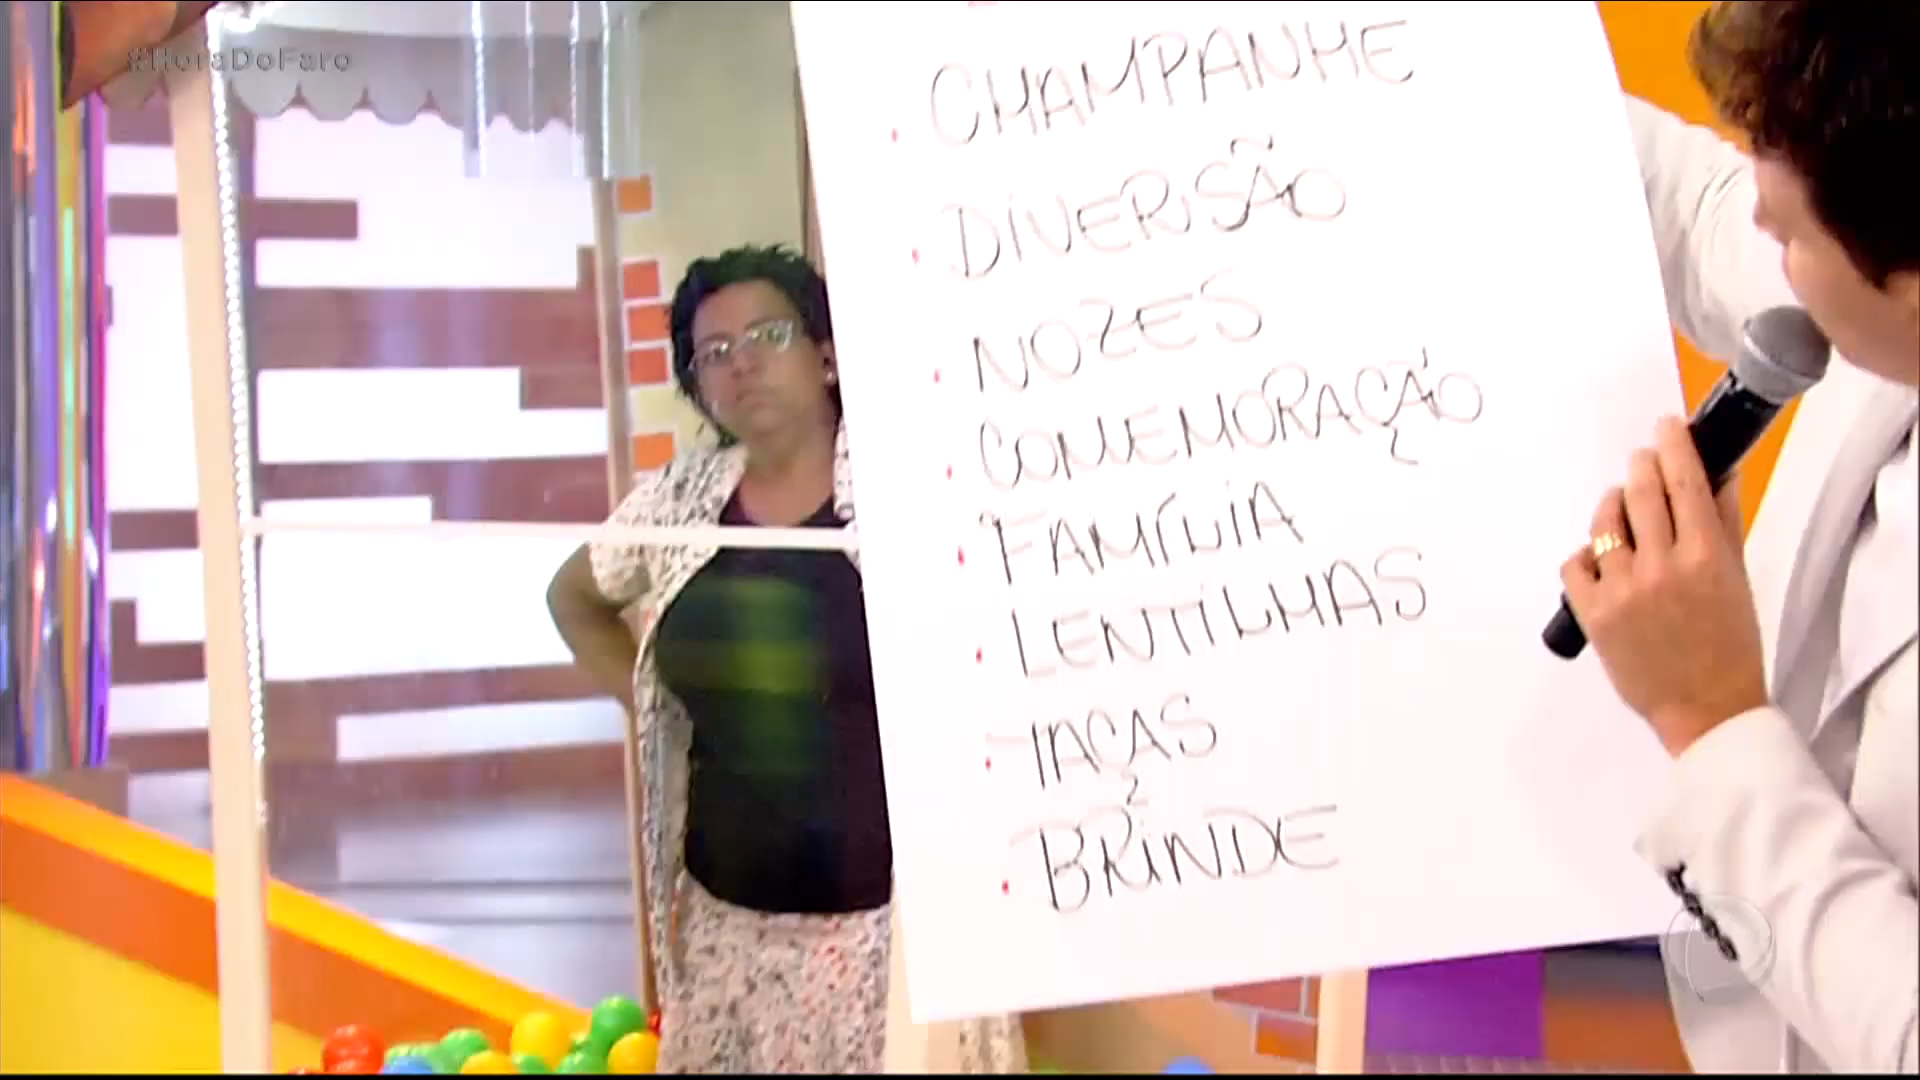 #HoraDoFaro
CHAMPANHE
DIVERSÃO
NOZES
COMEMORAÇÃO
FAMÍLIA
LENTILHAS
TAÇAS
BRINDE